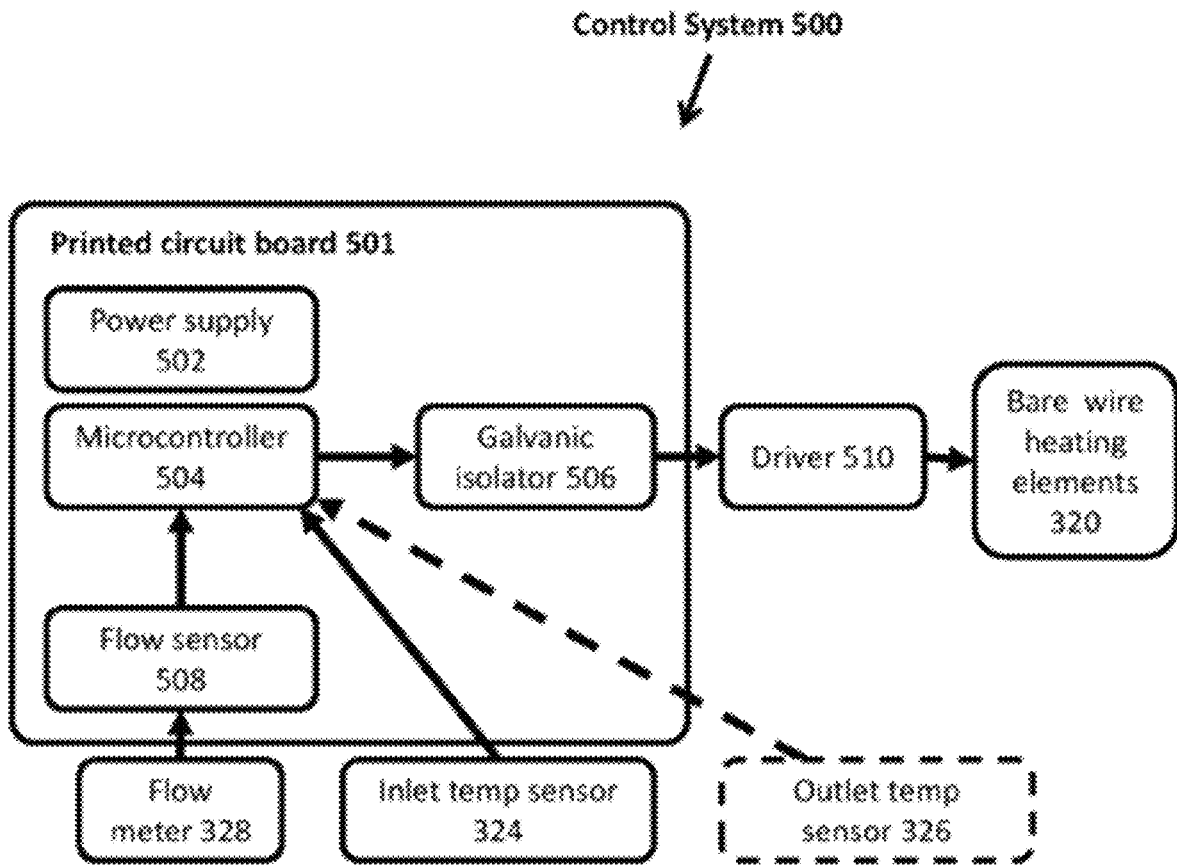 Control System 500
Printed circuit board 501
Power supply
502
Microcontroller
504
Galvanic
isolator 506
Driver 510
Bare wire
heating
elements
320
Flow sensor
508
Flow
meter 328
Inlet temp sensor
324
Outlet temp
sensor 326